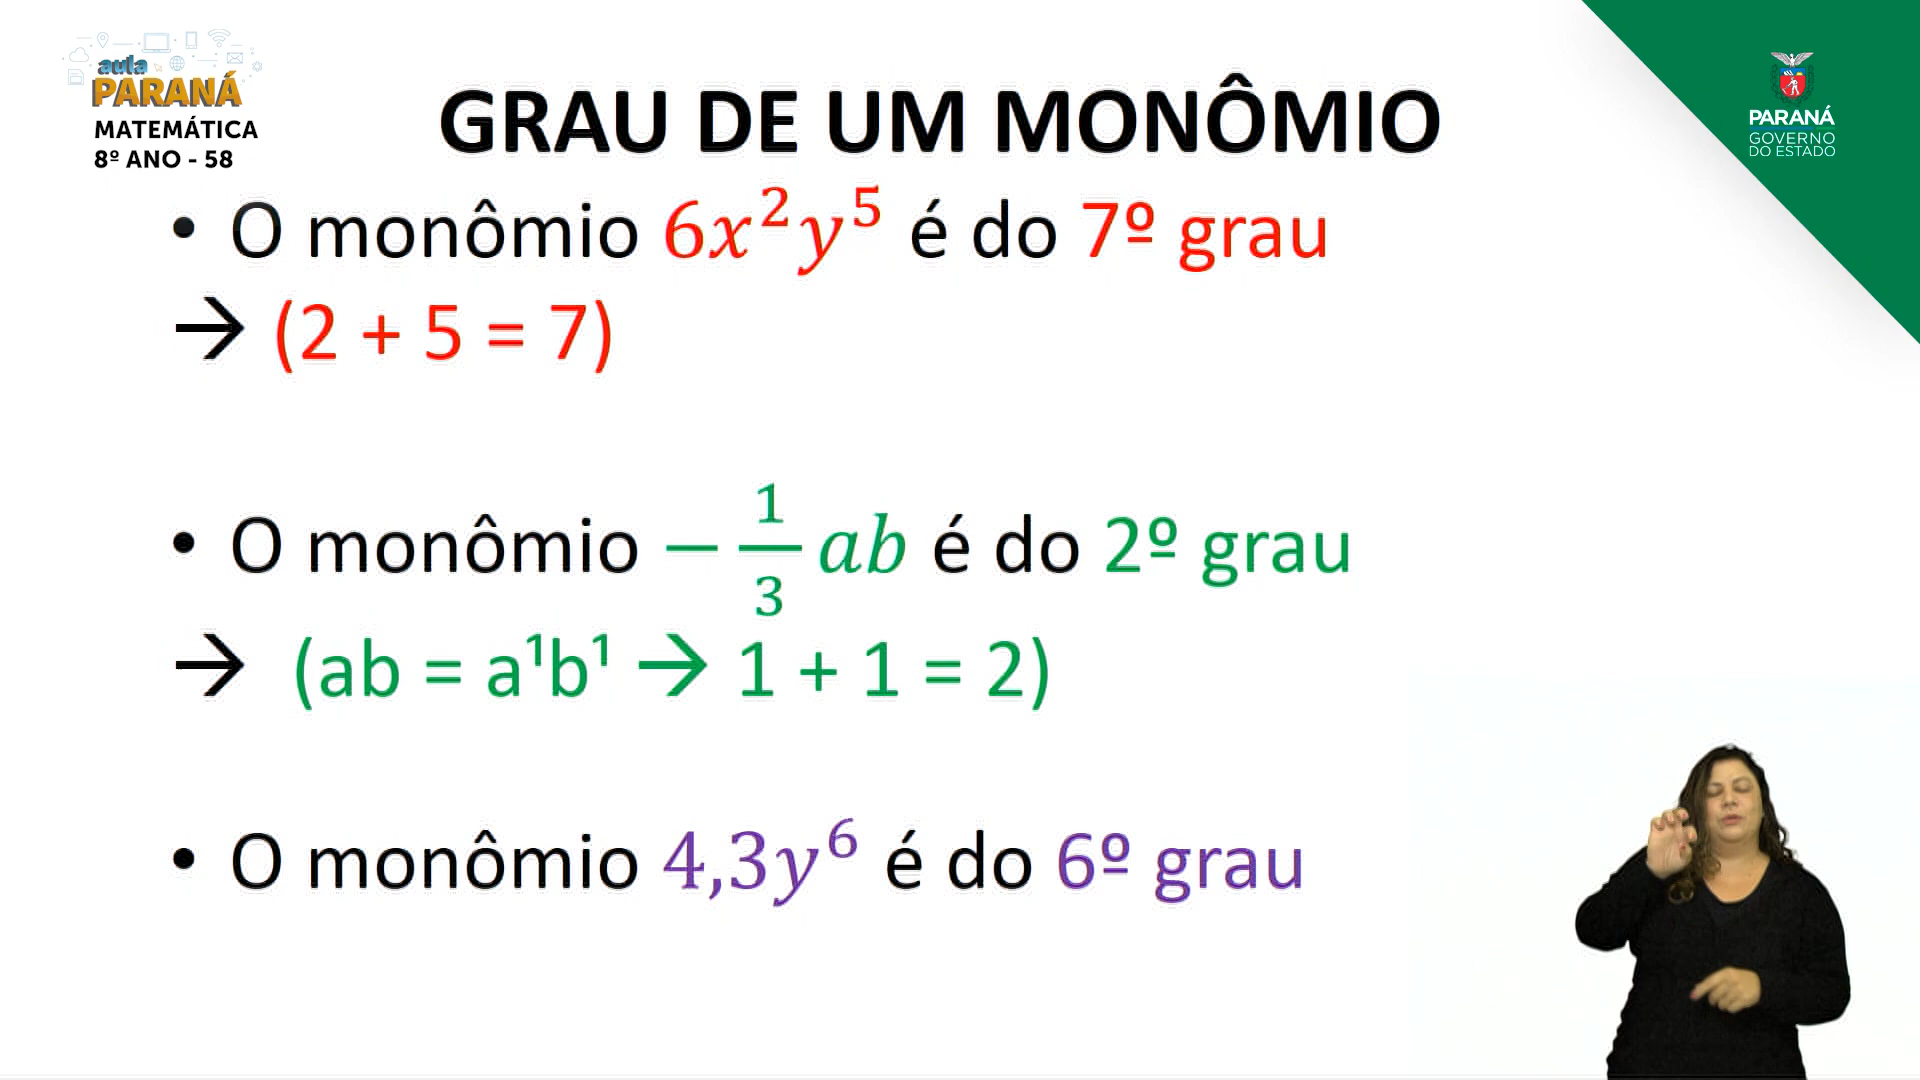 aula
PARANÁ
MATEMÁTICA
8º ANO - 58
GRAU DE UM MONÔMIO
PARANÁ
GOVERNO
DO ESTADO
• O monômio 6x²y⁵ é do 7º grau
→ (2 + 5 = 7)
• O monômio −1/3 ab é do 2º grau
→ (ab = a¹b¹ → 1 + 1 = 2)
• O monômio 4,3y⁶ é do 6º grau